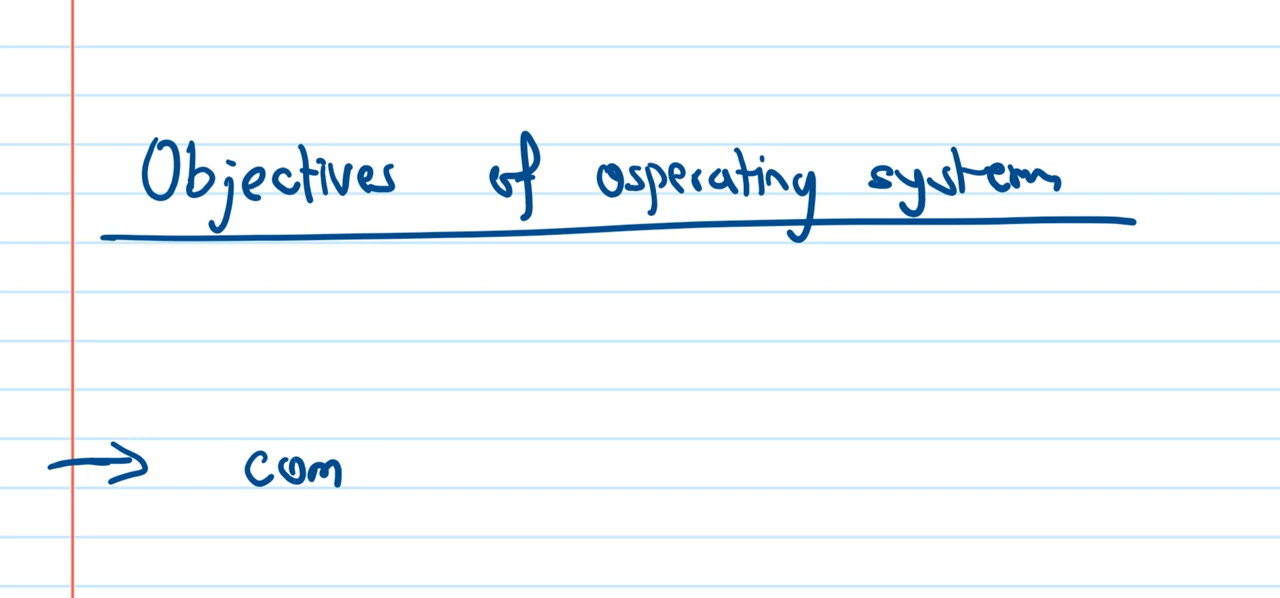 Objectives of osperating system
→ com